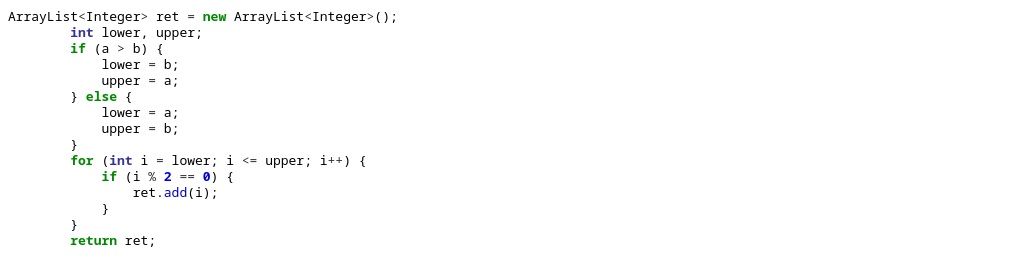 ArrayList<Integer> ret = new ArrayList<Integer>();
        int lower, upper;
        if (a > b) {
            lower = b;
            upper = a;
        } else {
            lower = a;
            upper = b;
        }
        for (int i = lower; i <= upper; i++) {
            if (i % 2 == 0) {
                ret.add(i);
            }
        }
        return ret;